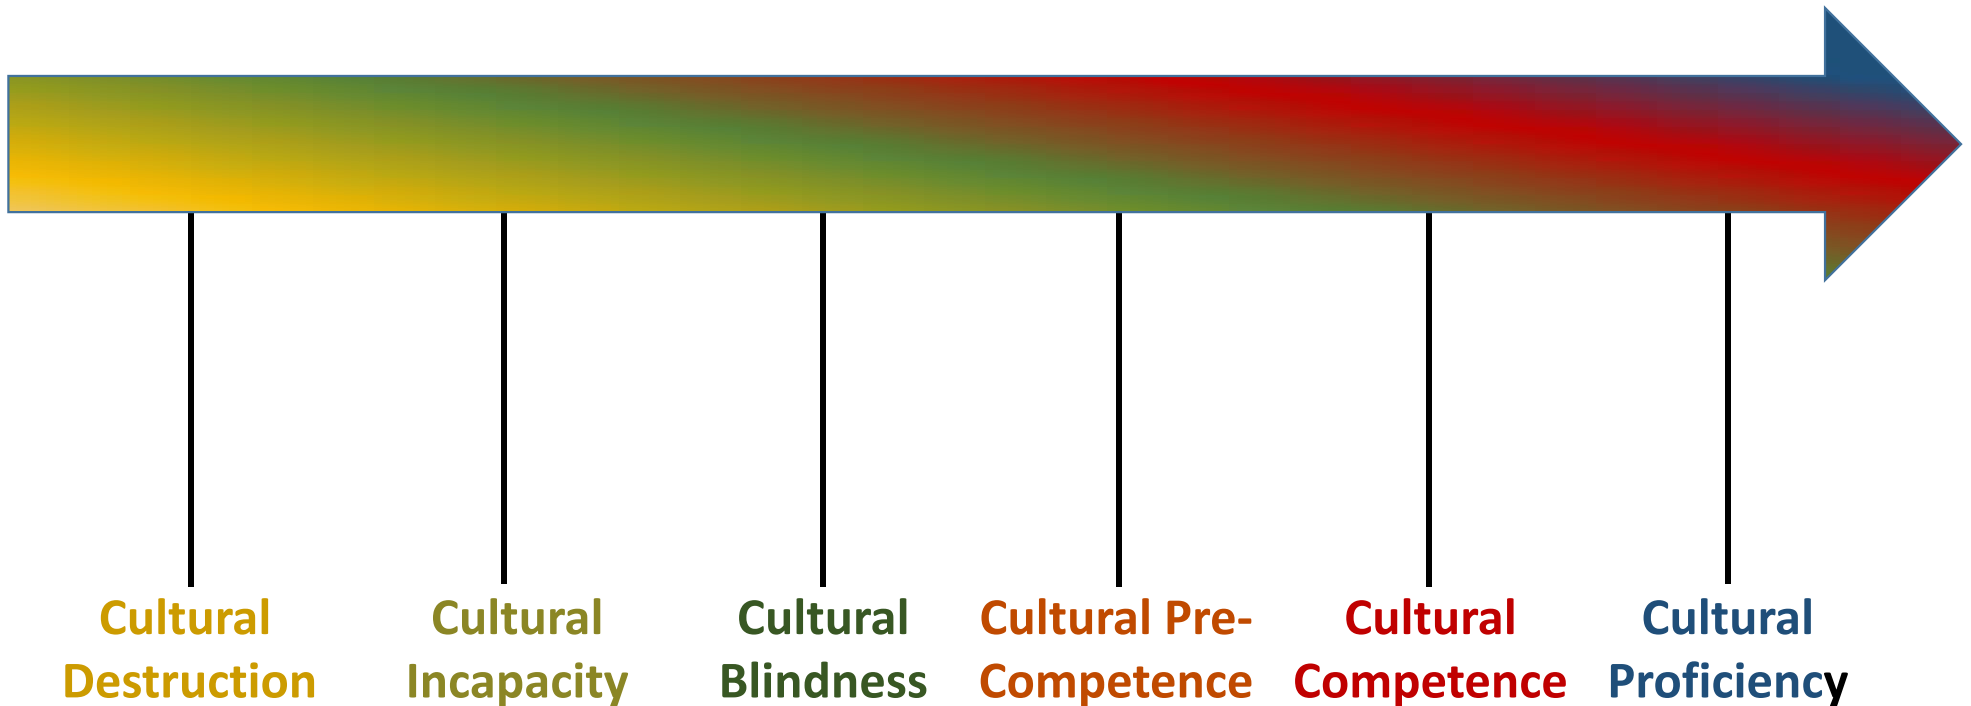 Cultural
Destruction
Cultural
Incapacity
Cultural
Blindness
Cultural Pre-
Competence
Cultural
Competence
Cultural
Proficiency